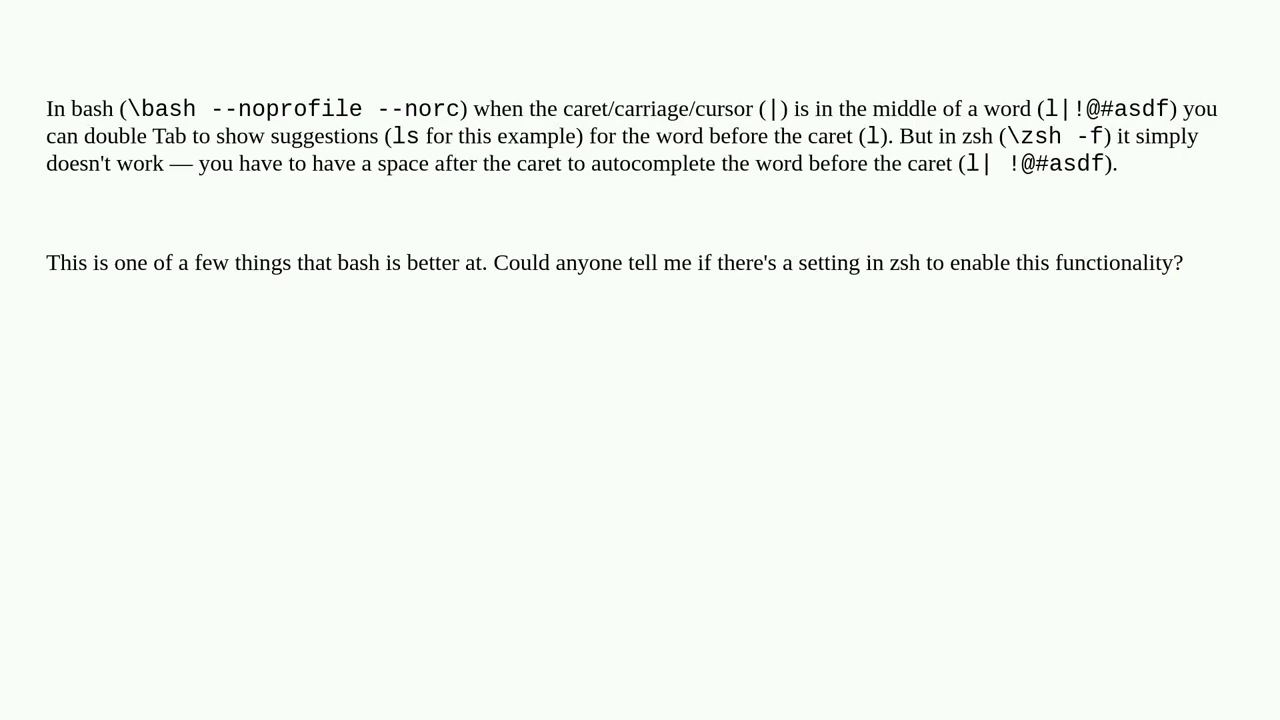 In bash (\bash --noprofile --norc) when the caret/carriage/cursor (|) is in the middle of a word (l|!@#asdf) you
can double Tab to show suggestions (ls for this example) for the word before the caret (l). But in zsh (\zsh -f) it simply
doesn't work — you have to have a space after the caret to autocomplete the word before the caret (l| !@#asdf).
This is one of a few things that bash is better at. Could anyone tell me if there's a setting in zsh to enable this functionality?